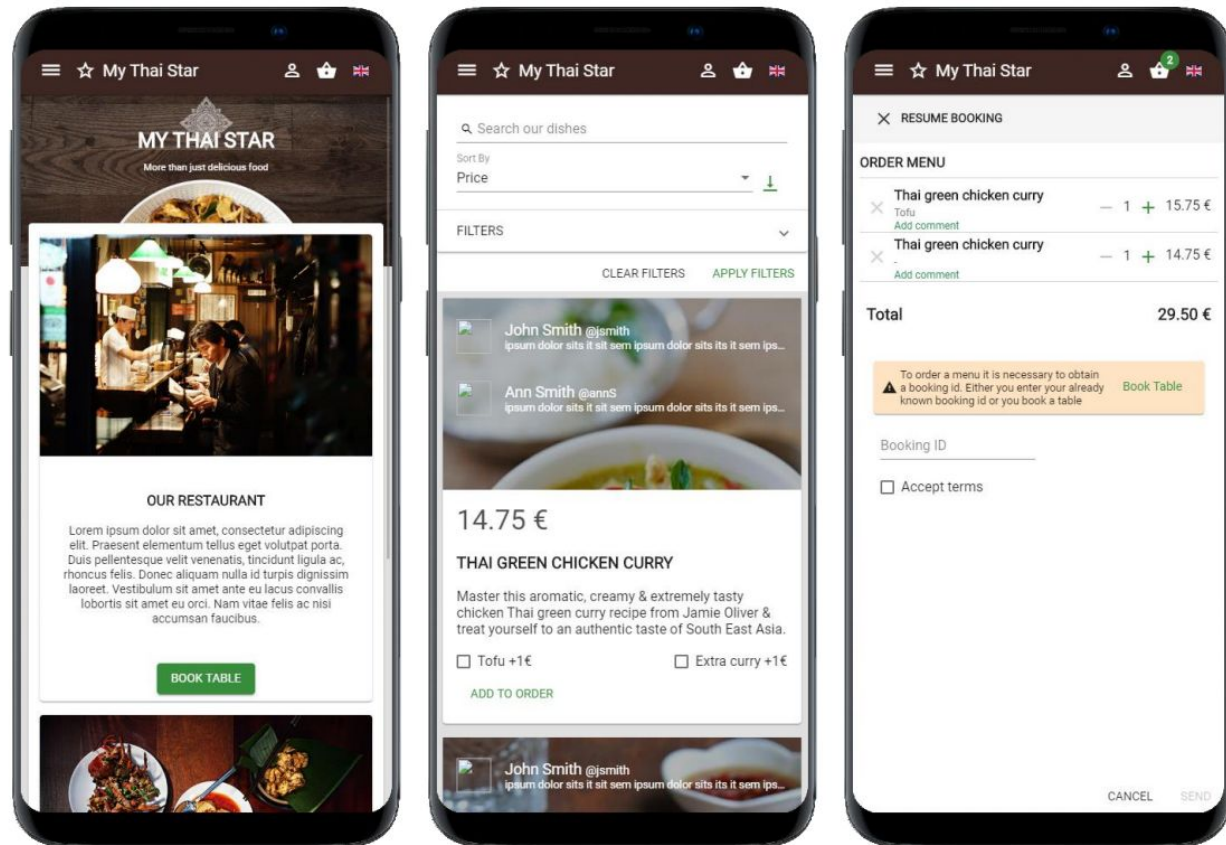 My Thai Star
MY THAI STAR
More than just delicious food
OUR RESTAURANT
Lorem ipsum dolor sit amet, consectetur adipiscing
elit. Praesent elementum tellus eget volutpat porta.
Duis pellentesque velit venenatis, tincidunt ligula ac,
rhoncus felis. Donec aliquam nulla id turpis dignissim
laoreet. Vestibulum sit amet ante eu lacus convallis
lobortis sit amet eu orci. Nam vitae felis ac nisi
accumsan faucibus.
BOOK TABLE
My Thai Star
Search our dishes
Sort By
Price
FILTERS
CLEAR FILTERS APPLY FILTERS
John Smith @jsmith
ipsum dolor sits it sit sem ipsum dolor sits its it sem ips...
Ann Smith @annS
ipsum dolor sits it sit sem ipsum dolor sits its it sem ips...
14.75 €
THAI GREEN CHICKEN CURRY
Master this aromatic, creamy & extremely tasty
chicken Thai green curry recipe from Jamie Oliver &
treat yourself to an authentic taste of South East Asia.
Tofu +1€ Extra curry +1€
ADD TO ORDER
John Smith @jsmith
ipsum dolor sits it sit sem ipsum dolor sits its it sem ips...
My Thai Star 2
RESUME BOOKING
ORDER MENU
Thai green chicken curry
Tofu
— 1 + 15.75 €
Add comment
Thai green chicken curry
-
— 1 + 14.75 €
Add comment
Total 29.50 €
To order a menu it is necessary to obtain
a booking id. Either you enter your already
known booking id or you book a table
Book Table
Booking ID
Accept terms
CANCEL SEND